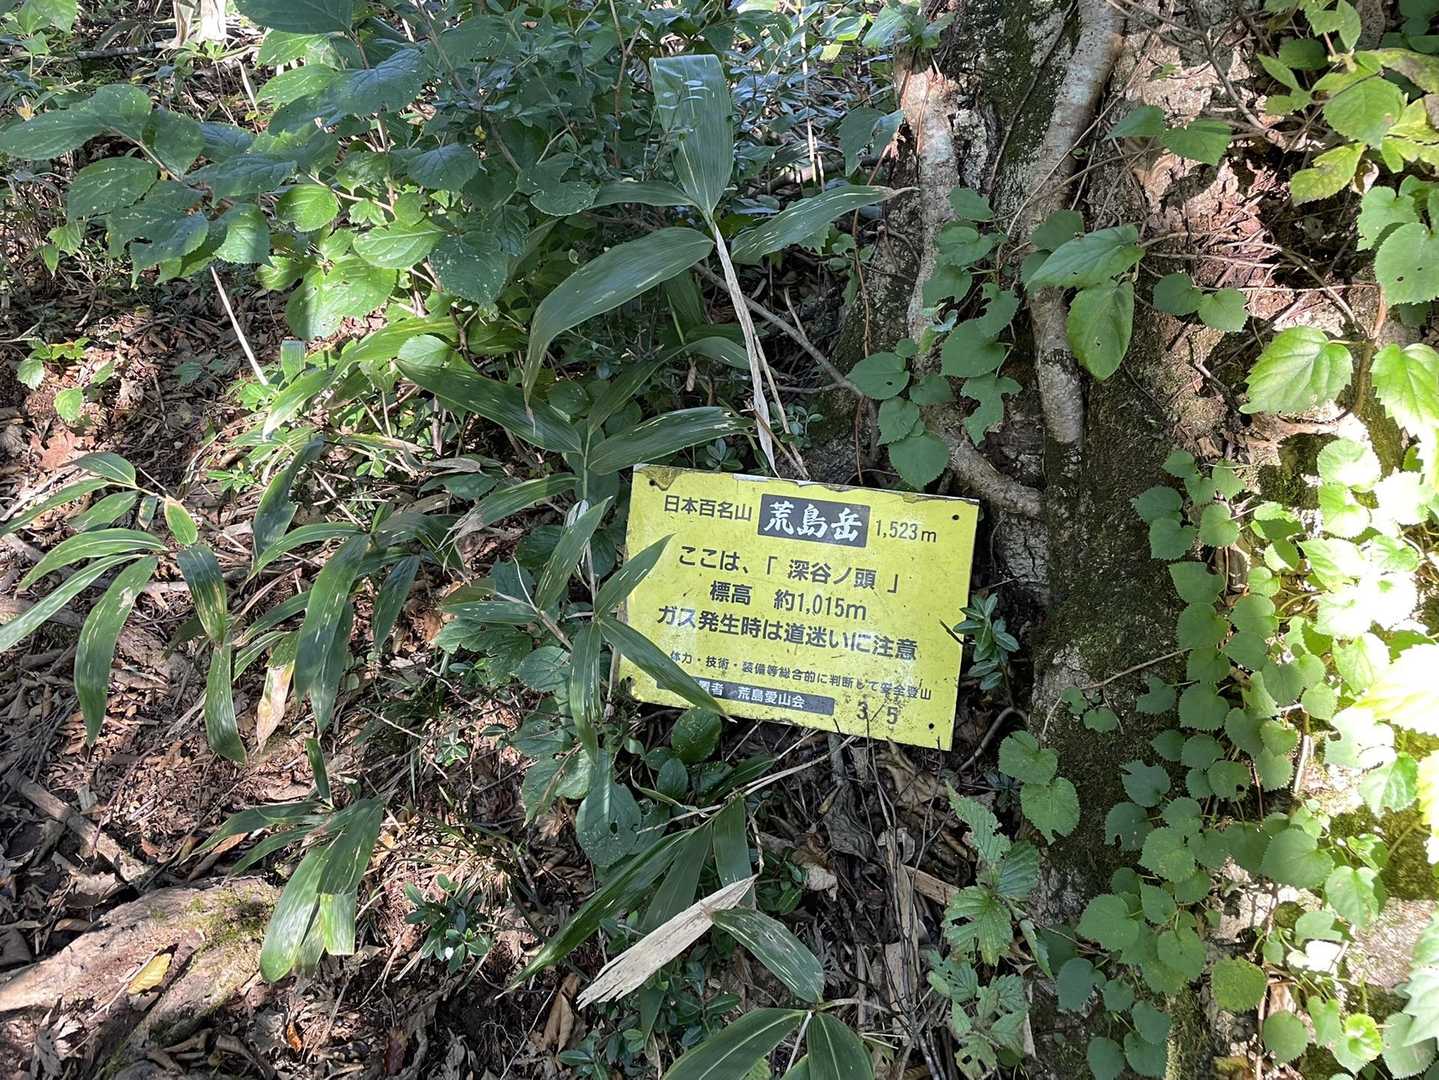 日本百名山 荒島岳 1,523m
ここは、「 深谷ノ頭 」
標高 約1,015m
ガス発生時は道迷いに注意
体力・技術・装備等総合的に判断して安全登山
置者 荒島愛山会 3/5